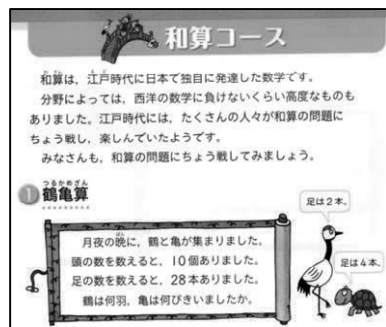 和算コース
和算は，江戸時代に日本で独自に発達した数学です。
分野によっては，西洋の数学に負けないくらい高度なものも
ありました。江戸時代には，たくさんの人々が和算の問題に
ちょう戦し，楽しんでいたようです。
みなさんも，和算の問題にちょう戦してみましょう。
1 鶴亀算
つるかめざん
足は2本。
月夜の晩に，鶴と亀が集まりました。
頭の数を数えると，10個ありました。
足の数を数えると，28本ありました。
鶴は何羽，亀は何びきいましたか。
足は4本。